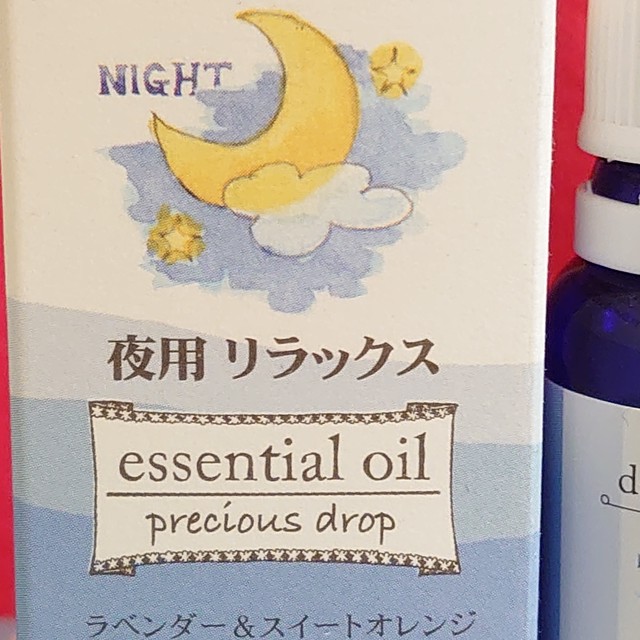 NIGHT
夜用 リラックス
essential oil
precious drop
ラベンダー&スイートオレンジ
d